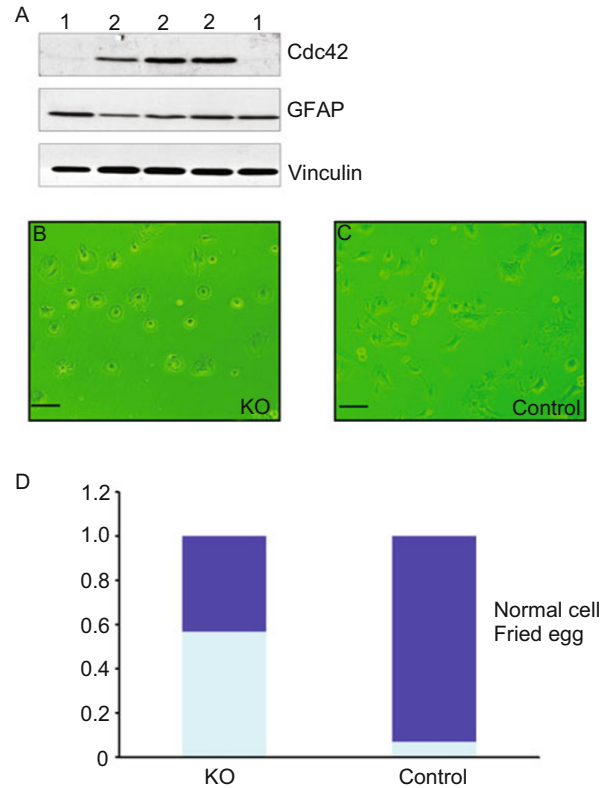 A
1 2 2 2 1
Cdc42
GFAP
Vinculin
B
KO
C
Control
D
1.2
1.0
0.8
0.6
0.4
0.2
0
Normal cell
Fried egg
KO Control